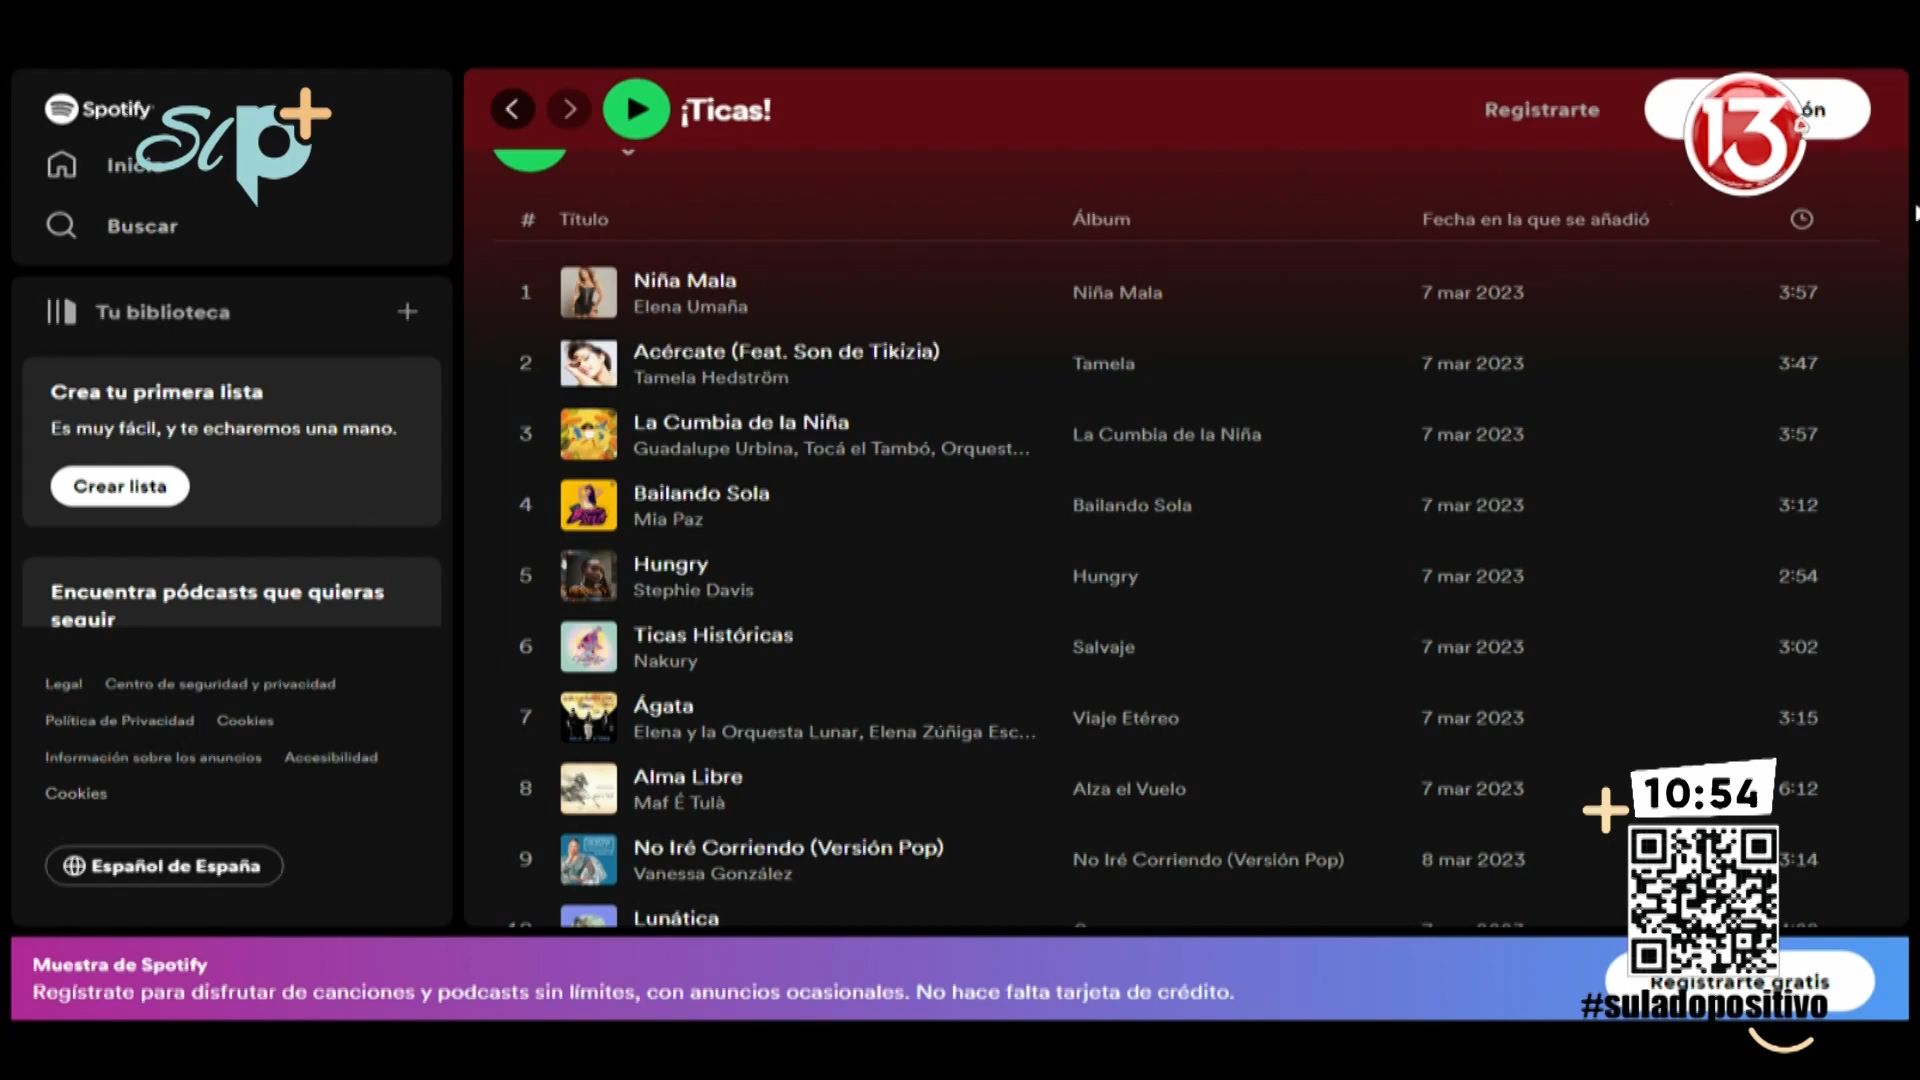 Spotify
Slp+
Buscar
Tu biblioteca
Crea tu primera lista
Es muy fácil, y te echaremos una mano.
Crear lista
Encuentra pódcasts que quieras
seguir
Legal Centro de seguridad y privacidad
Política de Privacidad Cookies
Información sobre los anuncios Accesibilidad
Cookies
Español de España
¡Ticas!
Registrarte
13
# Título Álbum Fecha en la que se añadió
1 Niña Mala Niña Mala 7 mar 2023 3:57
Elena Umaña
2 Acércate (Feat. Son de Tikizia) Tamela 7 mar 2023 3:47
Tamela Hedström
3 La Cumbia de la Niña La Cumbia de la Niña 7 mar 2023 3:57
Guadalupe Urbina, Tocá el Tambó, Orquest...
4 Bailando Sola Bailando Sola 7 mar 2023 3:12
Mia Paz
5 Hungry Hungry 7 mar 2023 2:54
Stephie Davis
6 Ticas Históricas Salvaje 7 mar 2023 3:02
Nakury
7 Ágata Viaje Etéreo 7 mar 2023 3:15
Elena y la Orquesta Lunar, Elena Zúñiga Esc...
8 Alma Libre Alza el Vuelo 7 mar 2023 6:12
Maf É Tulà
9 No Iré Corriendo (Versión Pop) No Iré Corriendo (Versión Pop) 8 mar 2023 3:14
Vanessa González
Lunática
10:54
Muestra de Spotify
Regístrate para disfrutar de canciones y podcasts sin límites, con anuncios ocasionales. No hace falta tarjeta de crédito.
Registrarte gratis
#suladopositivo